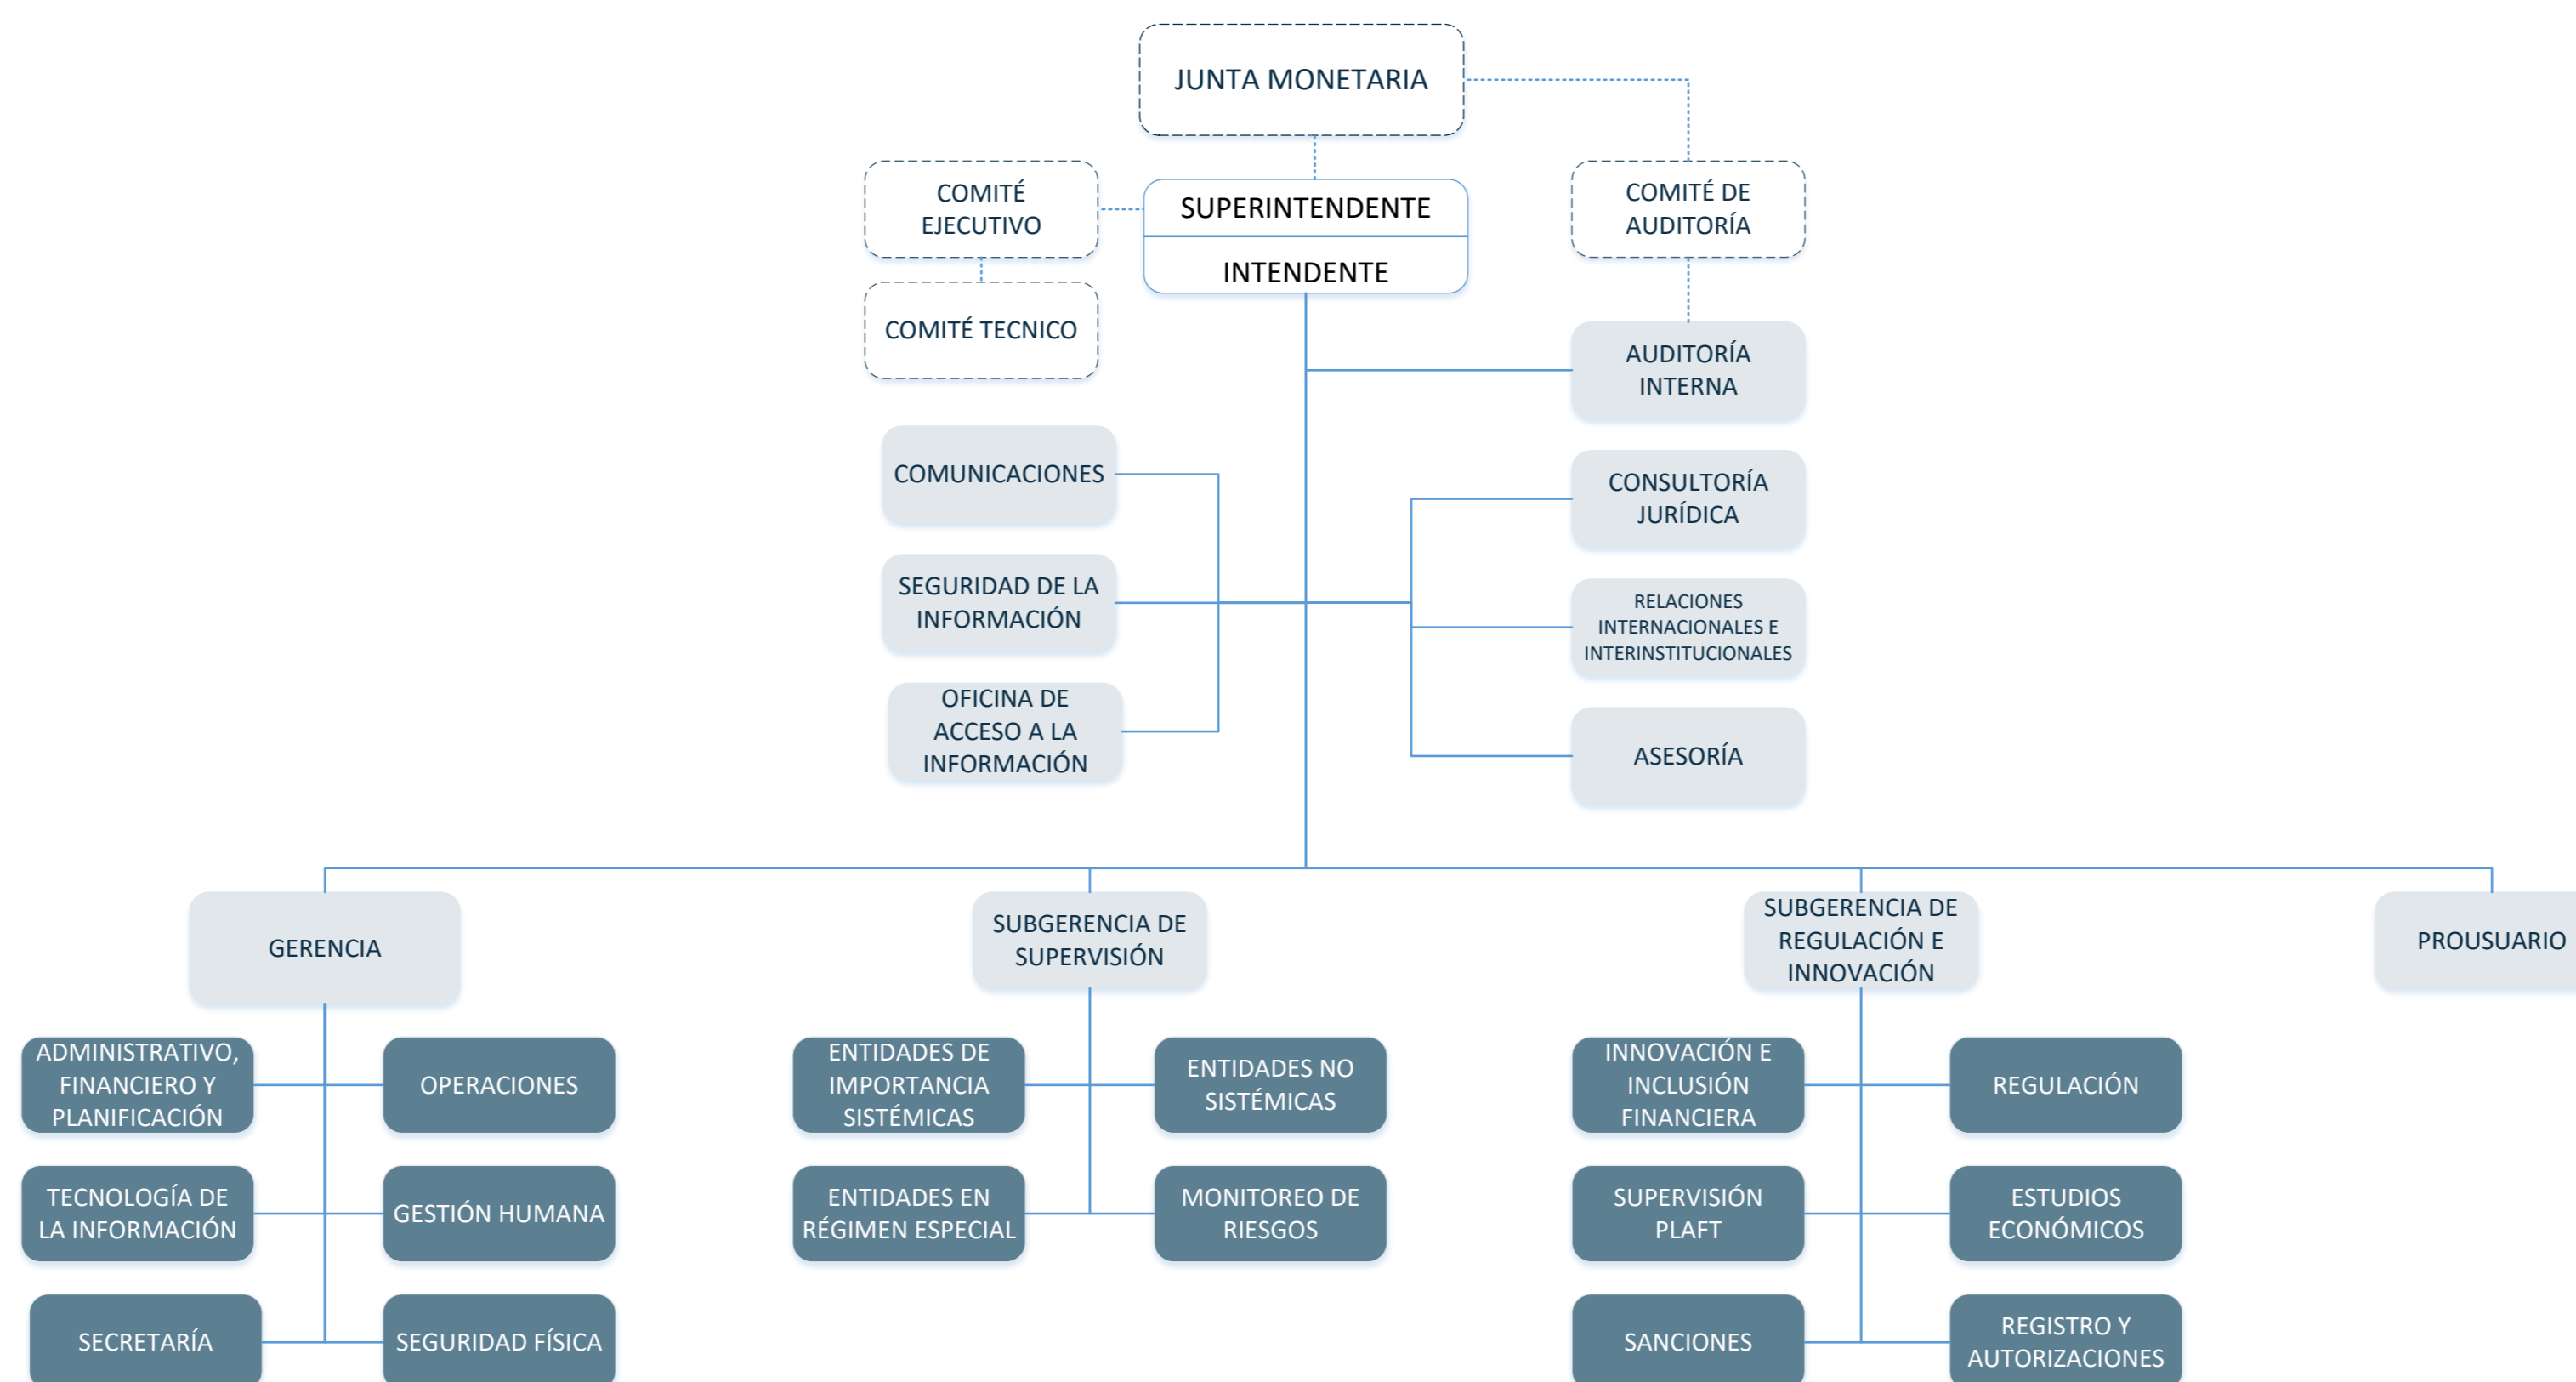 JUNTA MONETARIA
COMITÉ
EJECUTIVO
SUPERINTENDENTE
INTENDENTE
COMITÉ DE
AUDITORÍA
COMITÉ TECNICO
AUDITORÍA
INTERNA
COMUNICACIONES
CONSULTORÍA
JURÍDICA
SEGURIDAD DE LA
INFORMACIÓN
RELACIONES
INTERNACIONALES E
INTERINSTITUCIONALES
OFICINA DE
ACCESO A LA
INFORMACIÓN
ASESORÍA
GERENCIA
SUBGERENCIA DE
SUPERVISIÓN
SUBGERENCIA DE
REGULACIÓN E
INNOVACIÓN
PROUSUARIO
ADMINISTRATIVO,
FINANCIERO Y
PLANIFICACIÓN
OPERACIONES
ENTIDADES DE
IMPORTANCIA
SISTÉMICAS
ENTIDADES NO
SISTÉMICAS
INNOVACIÓN E
INCLUSIÓN
FINANCIERA
REGULACIÓN
TECNOLOGÍA DE
LA INFORMACIÓN
GESTIÓN HUMANA
ENTIDADES EN
RÉGIMEN ESPECIAL
MONITOREO DE
RIESGOS
SUPERVISIÓN
PLAFT
ESTUDIOS
ECONÓMICOS
SECRETARÍA
SEGURIDAD FÍSICA
SANCIONES
REGISTRO Y
AUTORIZACIONES